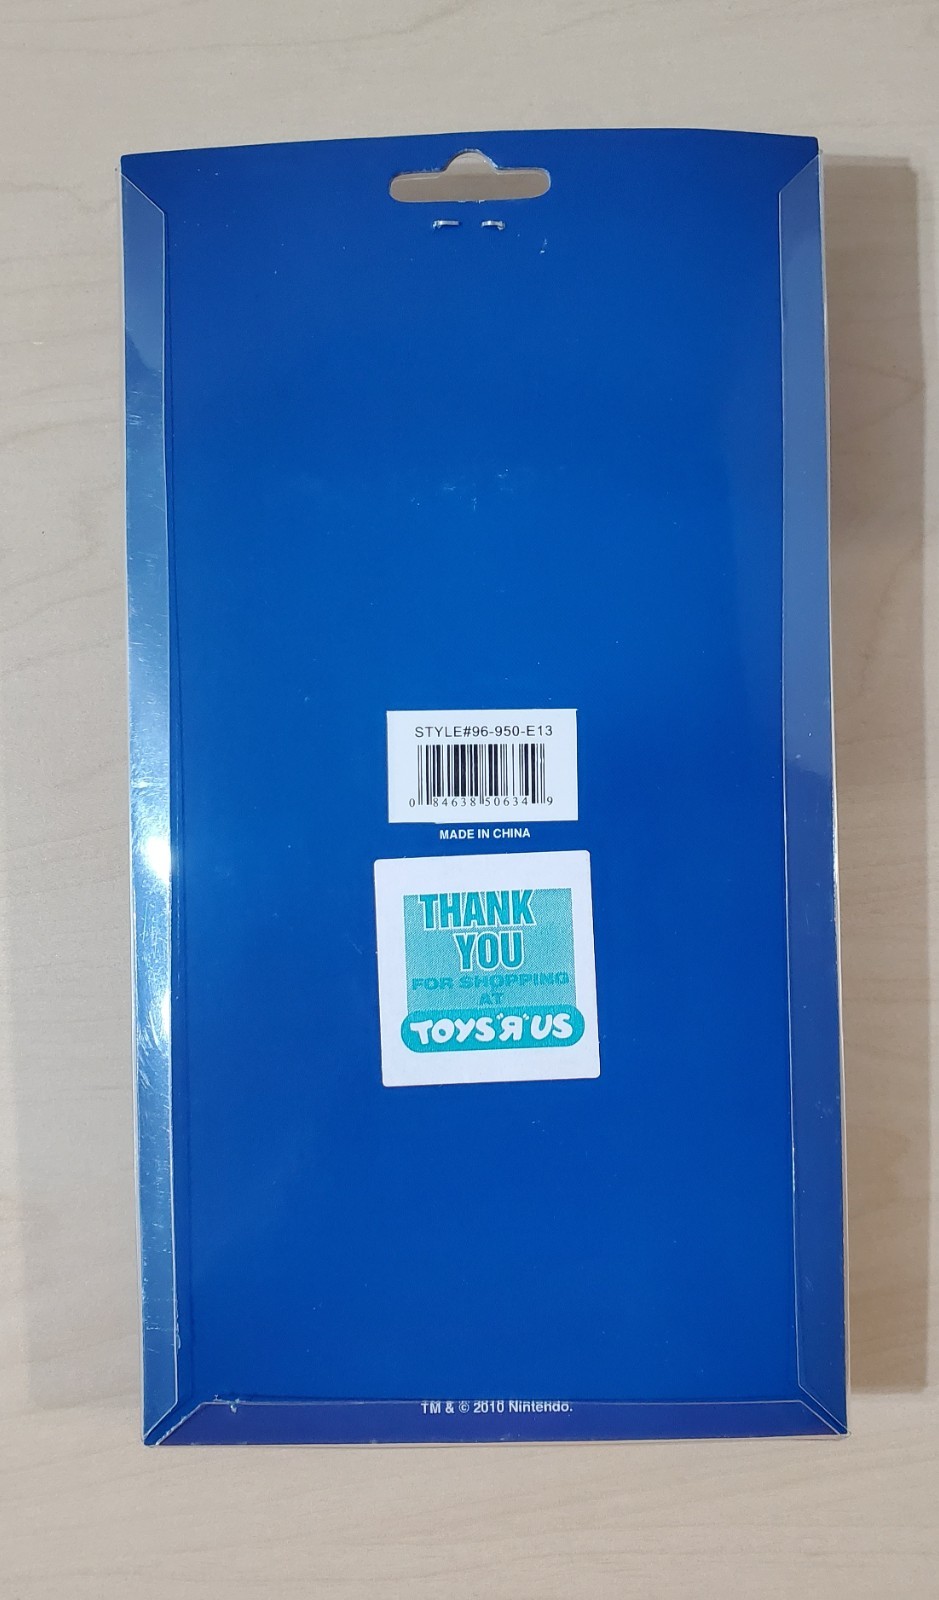 STYLE#96-950-E13
0 84638 50634 9
MADE IN CHINA
THANK
YOU
FOR SHOPPING
AT
TOYS"R"US
TM & © 2010 Nintendo.